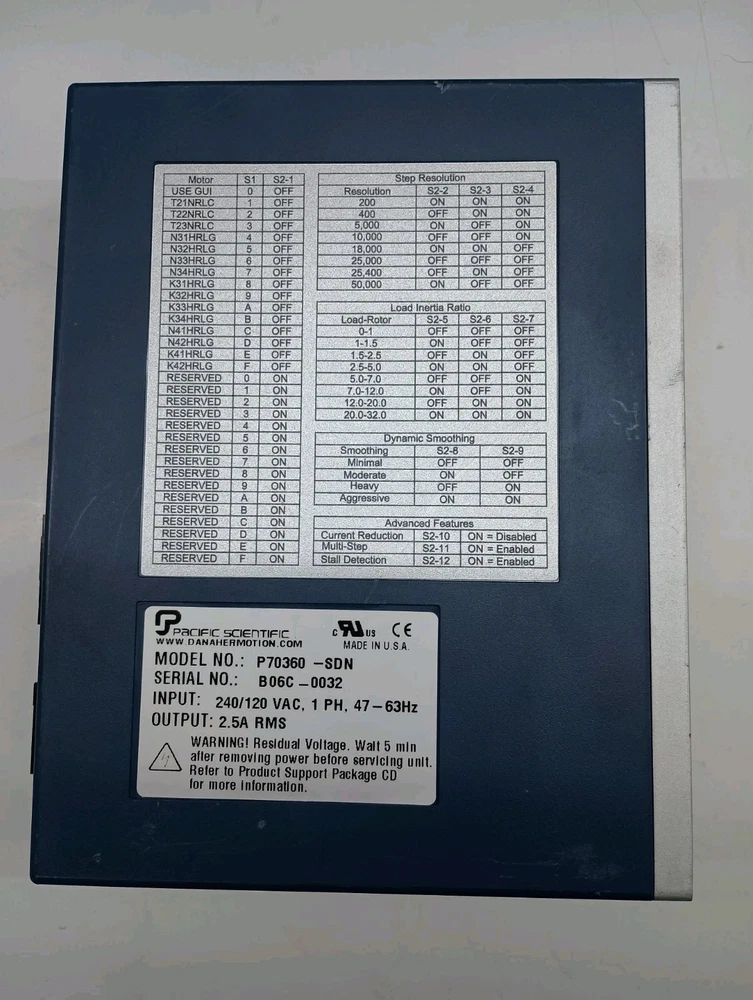 Motor S1 S2-1
USE GUI 0 OFF
T21NRLC 1 OFF
T22NRLC 2 OFF
T23NRLC 3 OFF
N31HRLG 4 OFF
N32HRLG 5 OFF
N33HRLG 6 OFF
N34HRLG 7 OFF
K31HRLG 8 OFF
K32HRLG 9 OFF
K33HRLG A OFF
K34HRLG B OFF
N41HRLG C OFF
N42HRLG D OFF
K41HRLG E OFF
K42HRLG F OFF
RESERVED 0 ON
RESERVED 1 ON
RESERVED 2 ON
RESERVED 3 ON
RESERVED 4 ON
RESERVED 5 ON
RESERVED 6 ON
RESERVED 7 ON
RESERVED 8 ON
RESERVED 9 ON
RESERVED A ON
RESERVED B ON
RESERVED C ON
RESERVED D ON
RESERVED E ON
RESERVED F ON
Step Resolution
Resolution S2-2 S2-3 S2-4
200 ON ON ON
400 OFF ON ON
5,000 ON OFF ON
10,000 OFF OFF ON
18,000 ON ON OFF
25,000 OFF OFF OFF
25,400 OFF ON OFF
50,000 ON OFF OFF
Load Inertia Ratio
Load-Rotor S2-5 S2-6 S2-7
0-1 OFF OFF OFF
1-1.5 ON OFF OFF
1.5-2.5 OFF ON OFF
2.5-5.0 ON ON OFF
5.0-7.0 OFF OFF ON
7.0-12.0 ON OFF ON
12.0-20.0 OFF ON ON
20.0-32.0 ON ON ON
Dynamic Smoothing
Smoothing S2-8 S2-9
Minimal OFF OFF
Moderate ON OFF
Heavy OFF ON
Aggressive ON ON
Advanced Features
Current Reduction S2-10 ON = Disabled
Multi-Step S2-11 ON = Enabled
Stall Detection S2-12 ON = Enabled
PACIFIC SCIENTIFIC
WWW.DANAHERMOTION.COM
c RU US CE
MADE IN U.S.A.
MODEL NO.: P70360 -SDN
SERIAL NO.: B06C -0032
INPUT: 240/120 VAC, 1 PH, 47-63Hz
OUTPUT: 2.5A RMS
WARNING! Residual Voltage. Wait 5 min
after removing power before servicing unit.
Refer to Product Support Package CD
for more information.